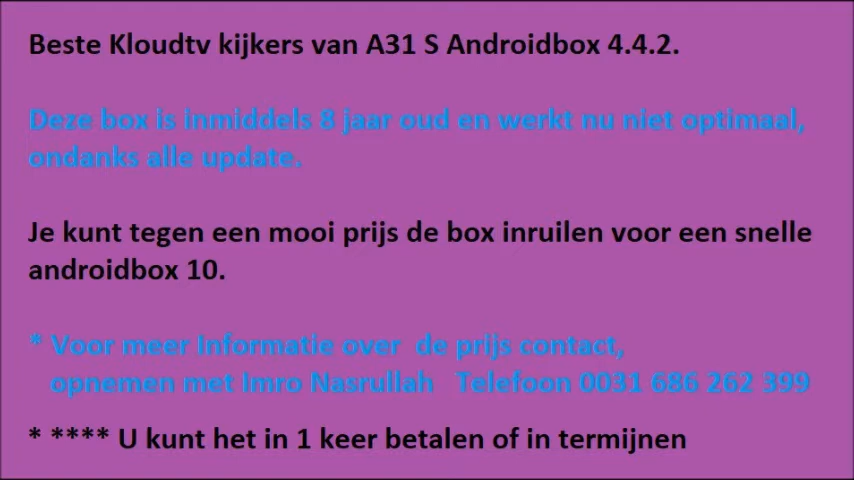 Beste Kloudtv kijkers van A31 S Androidbox 4.4.2.
Deze box is inmiddels 8 jaar oud en werkt nu niet optimaal,
ondanks alle update.
Je kunt tegen een mooi prijs de box inruilen voor een snelle
androidbox 10.
* Voor meer Informatie over de prijs contact,
opnemen met Imro Nasrullah Telefoon 0031 686 262 399
* **** U kunt het in 1 keer betalen of in termijnen